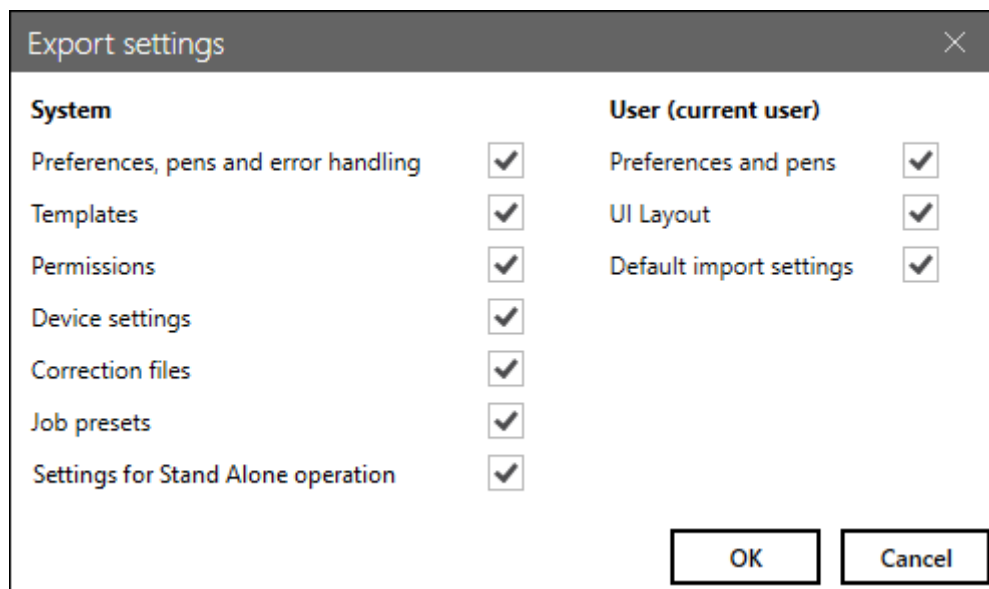 Export settings
System
Preferences, pens and error handling
Templates
Permissions
Device settings
Correction files
Job presets
Settings for Stand Alone operation
User (current user)
Preferences and pens
UI Layout
Default import settings
OK
Cancel